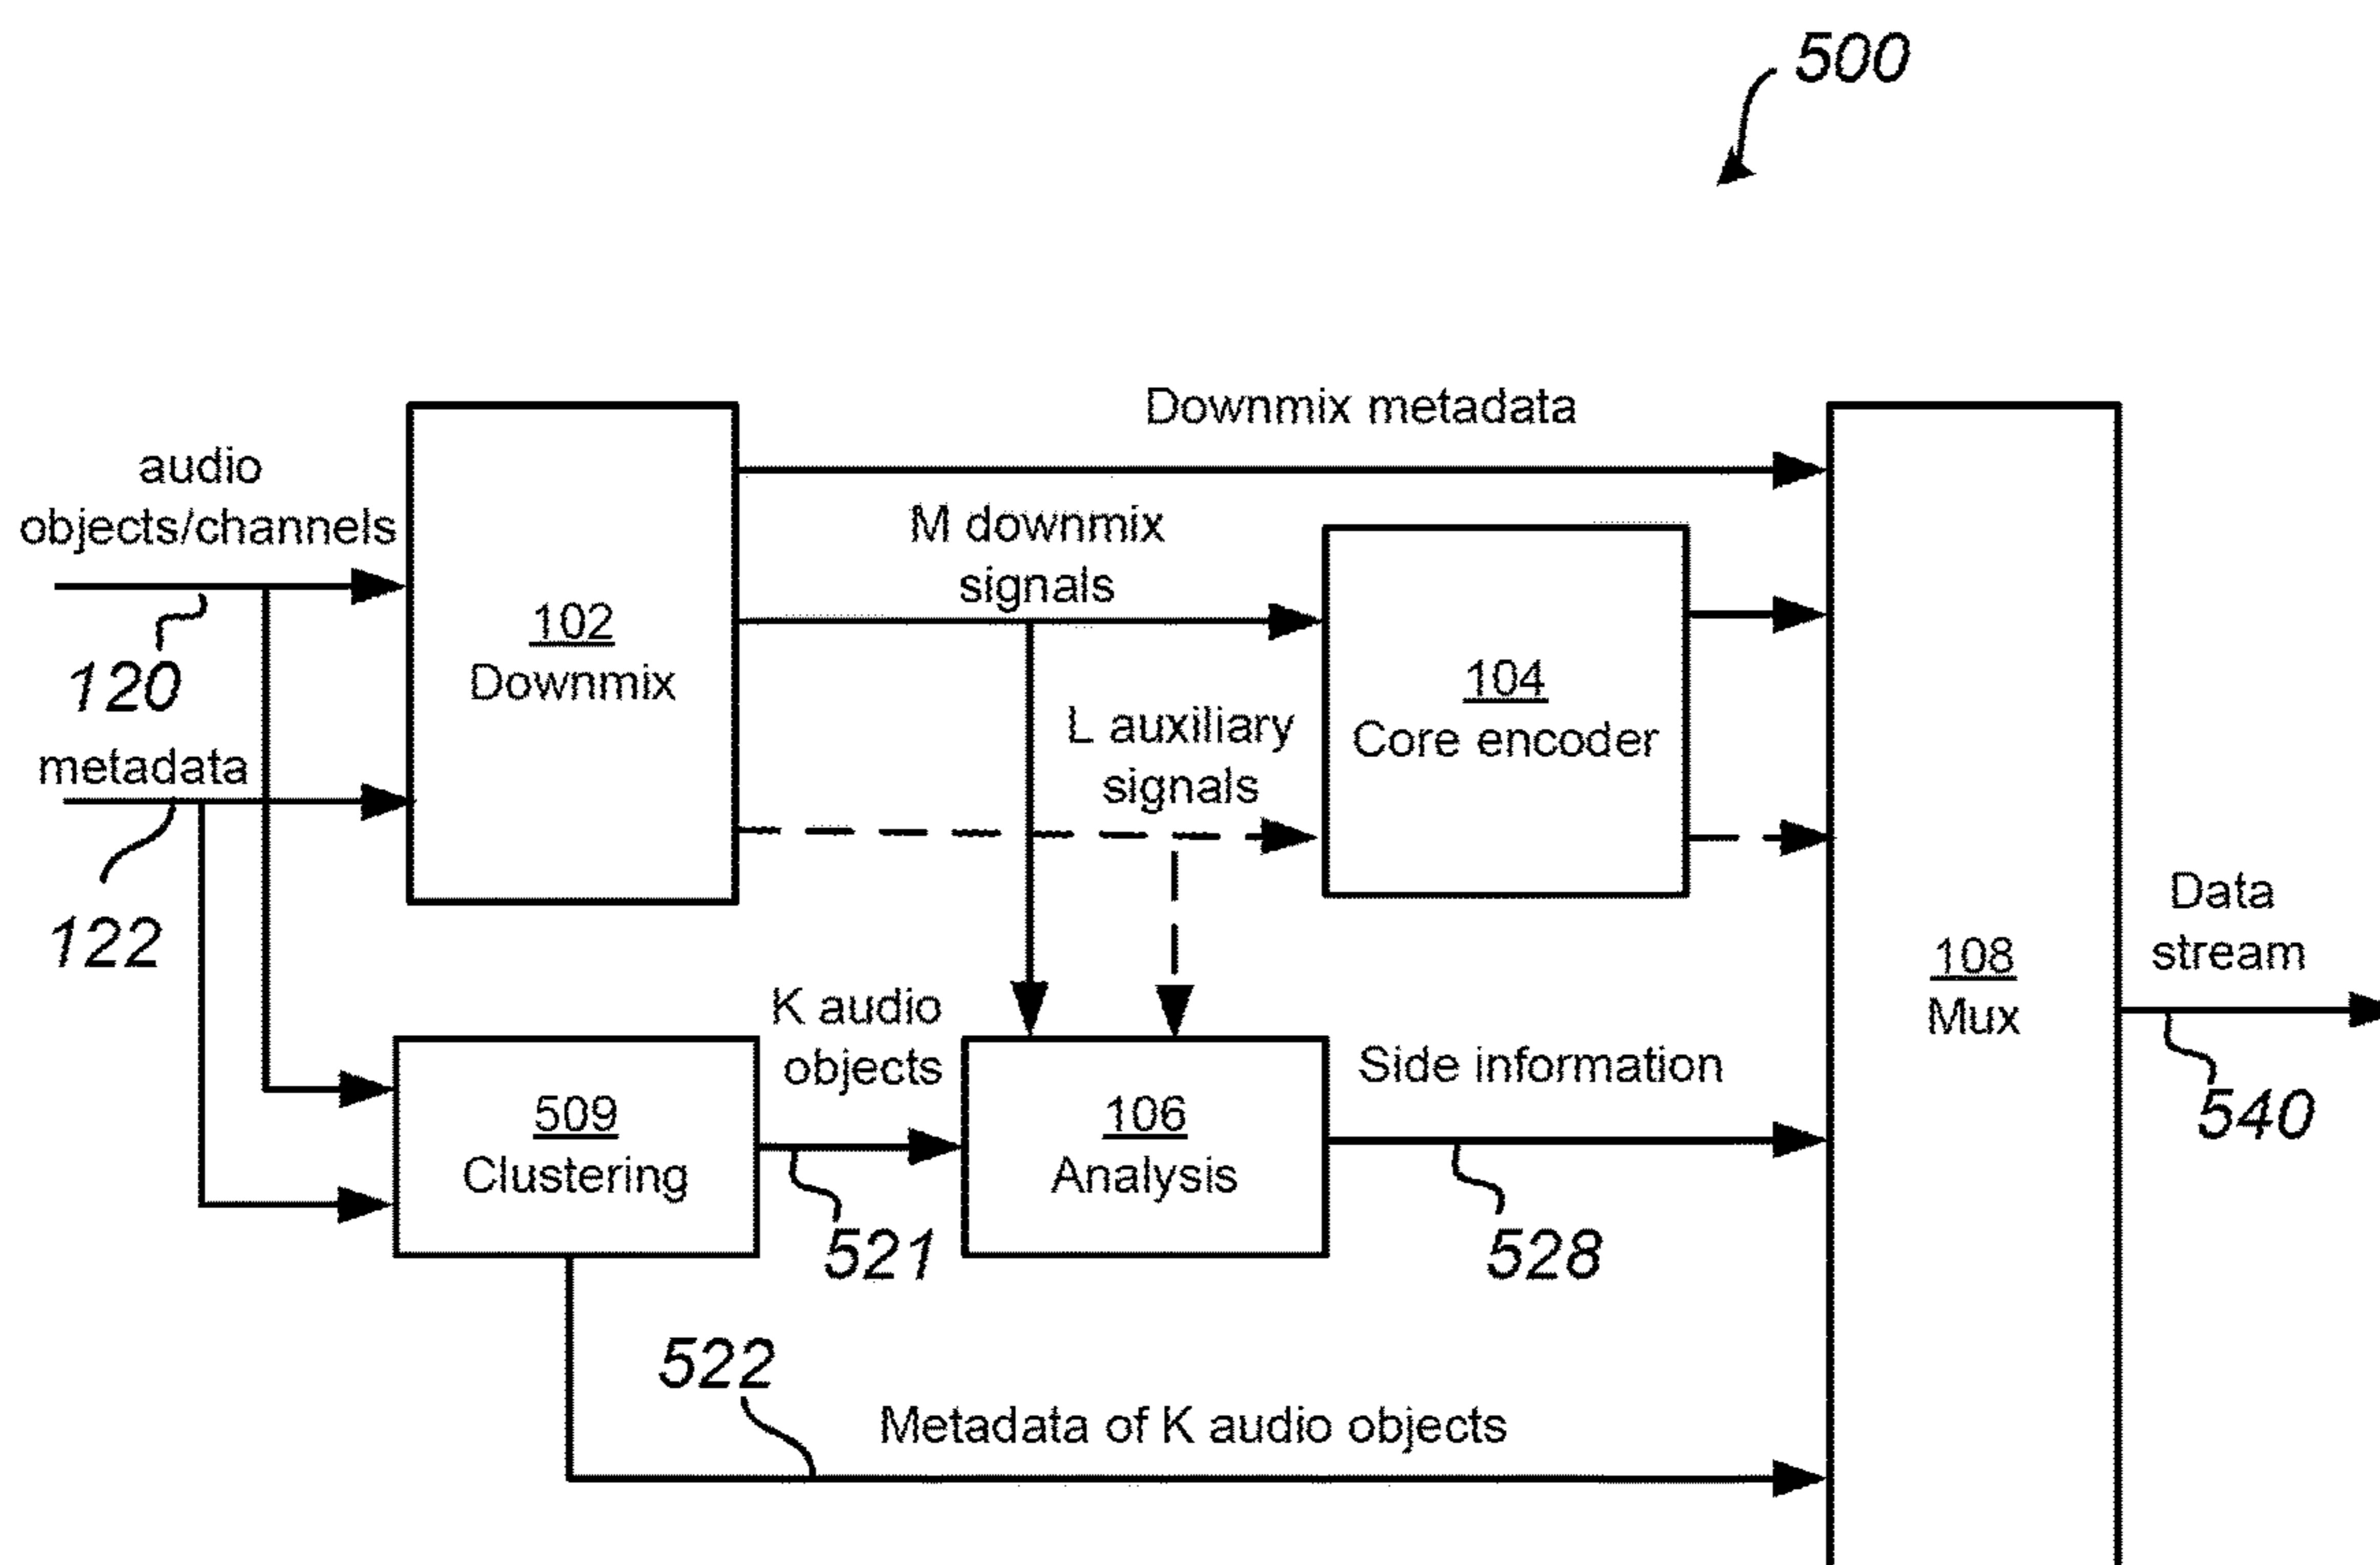 500
Downmix metadata
audio
objects/channels
M downmix
signals
102
Downmix
120
104
Core encoder
L auxiliary
signals
metadata
122
Data
stream
108
Mux
K audio
objects
Side information
540
509
Clustering
106
Analysis
521
528
522
Metadata of K audio objects